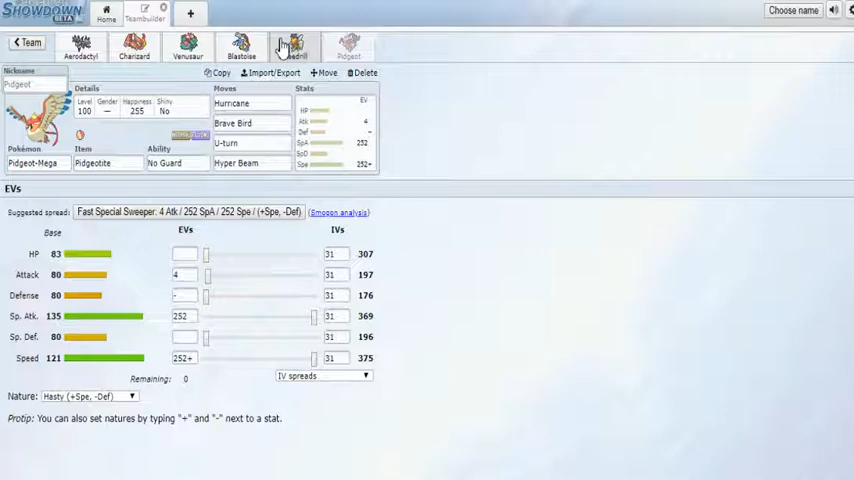 SHOWDOWN
BETA
Home
Teambuilder
+
Choose name
< Team
Aerodactyl
Charizard
Venusaur
Blastoise
Pidgeot
Copy
Import/Export
Move
Delete
Nickname
Pidgeot
Details
Level
100
Gender
—
Happiness
255
Shiny
No
Pokémon
Pidgeot-Mega
Item
Pidgeotite
Ability
No Guard
Moves
Hurricane
Brave Bird
U-turn
Hyper Beam
Stats
EV
HP
Atk 4
Def -
SpA 252
SpD
Spe 252+
EVs
Suggested spread: Fast Special Sweeper: 4 Atk / 252 SpA / 252 Spe / (+Spe, -Def) (Smogon analysis)
Base EVs IVs
HP 83 31 307
Attack 80 4 31 197
Defense 80 - 31 176
Sp. Atk. 135 252 31 369
Sp. Def. 80 31 196
Speed 121 252+ 31 375
Remaining: 0 IV spreads
Nature: Hasty (+Spe, -Def)
Protip: You can also set natures by typing "+" and "-" next to a stat.